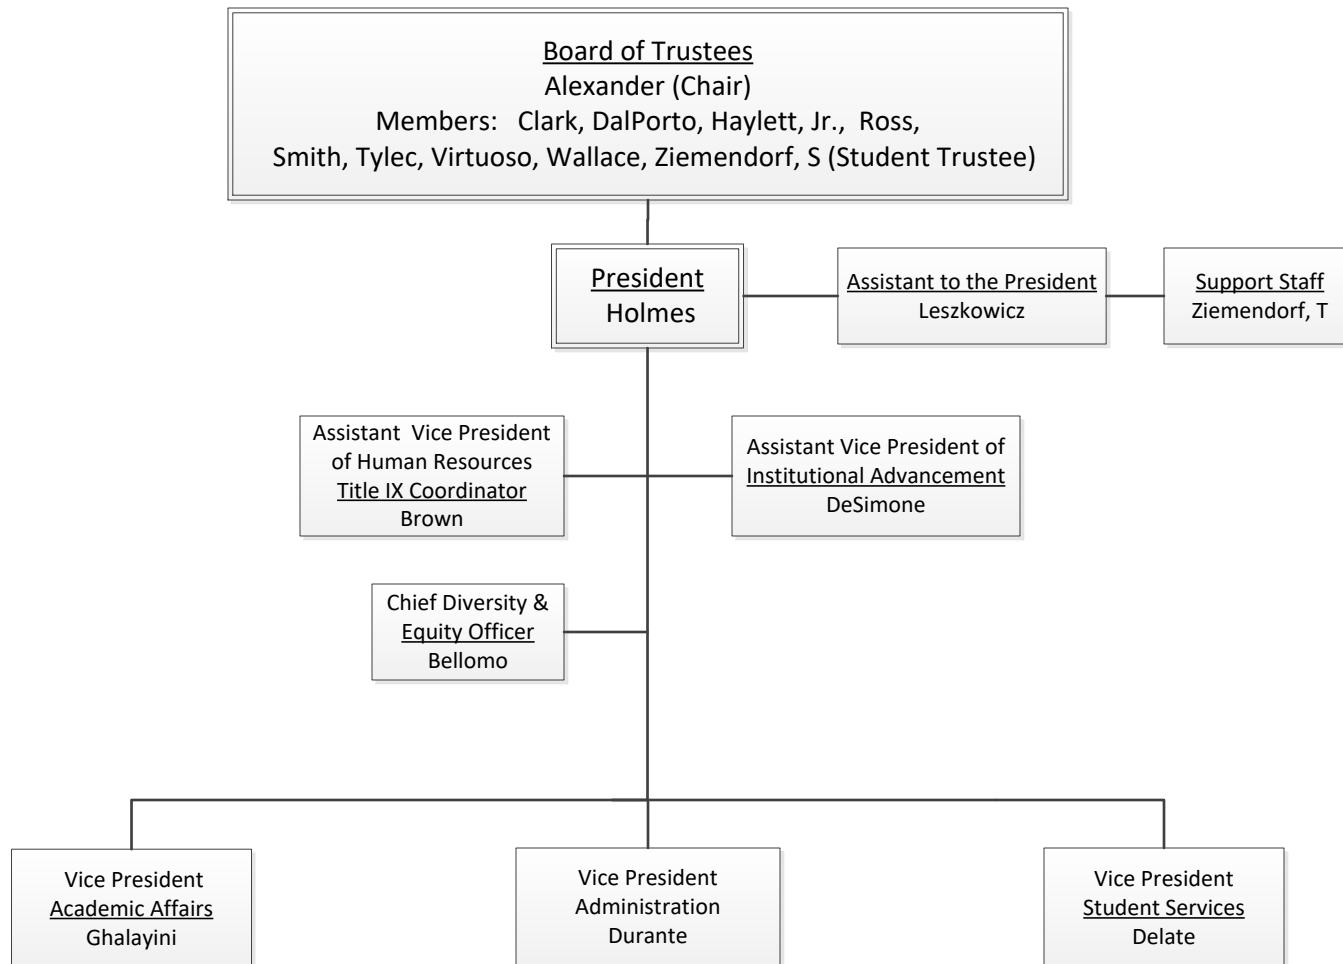 Board of Trustees
Alexander (Chair)
Members: Clark, DalPorto, Haylett, Jr., Ross,
Smith, Tylec, Virtuoso, Wallace, Ziemendorf, S (Student Trustee)
President
Holmes
Assistant to the President
Leszkowicz
Support Staff
Ziemendorf, T
Assistant Vice President
of Human Resources
Title IX Coordinator
Brown
Assistant Vice President of
Institutional Advancement
DeSimone
Chief Diversity &
Equity Officer
Bellomo
Vice President
Academic Affairs
Ghalayini
Vice President
Administration
Durante
Vice President
Student Services
Delate